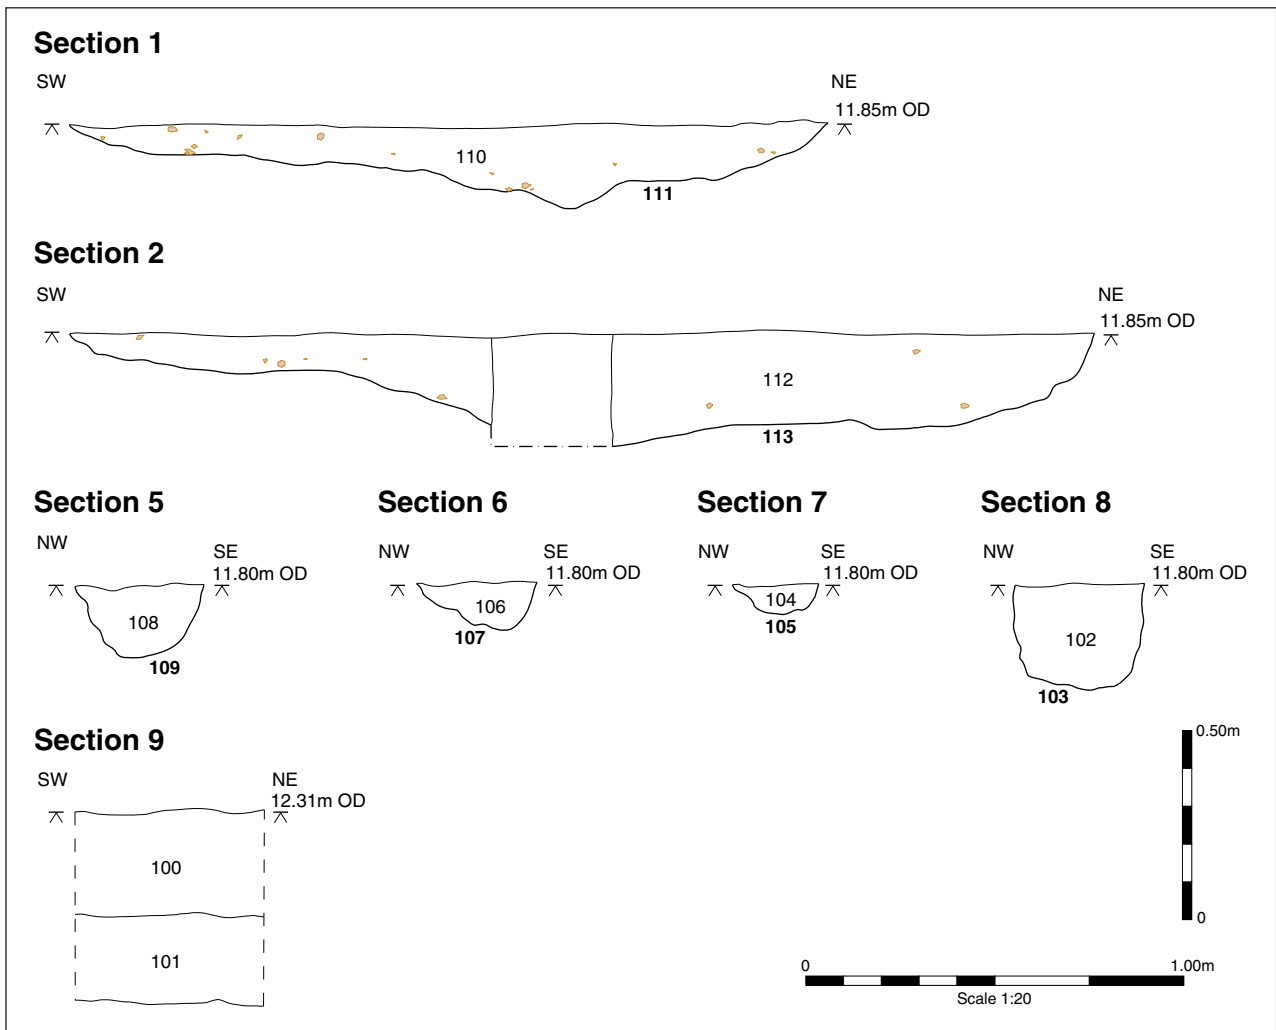 Section 1
SW
NE
11.85m OD
110
111
Section 2
SW
NE
11.85m OD
112
113
Section 5
NW
SE
11.80m OD
108
109
Section 6
NW
SE
11.80m OD
106
107
Section 7
NW
SE
11.80m OD
104
105
Section 8
NW
SE
11.80m OD
102
103
Section 9
SW
NE
12.31m OD
100
101
0.50m
0
0
1.00m
Scale 1:20